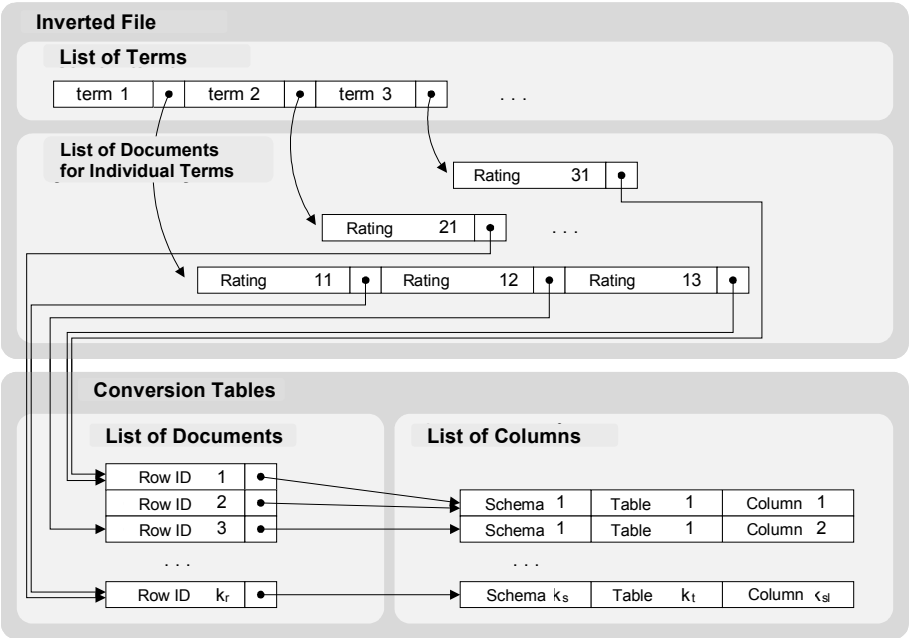 Inverted File
List of Terms
term 1 term 2 term 3 . . .
List of Documents
for Individual Terms
Rating 31
Rating 21 . . .
Rating 11 Rating 12 Rating 13
Conversion Tables
List of Documents
List of Columns
Row ID 1
Row ID 2
Row ID 3
. . .
Row ID kr
Schema 1 Table 1 Column 1
Schema 1 Table 1 Column 2
. . .
Schema ks Table kt Column